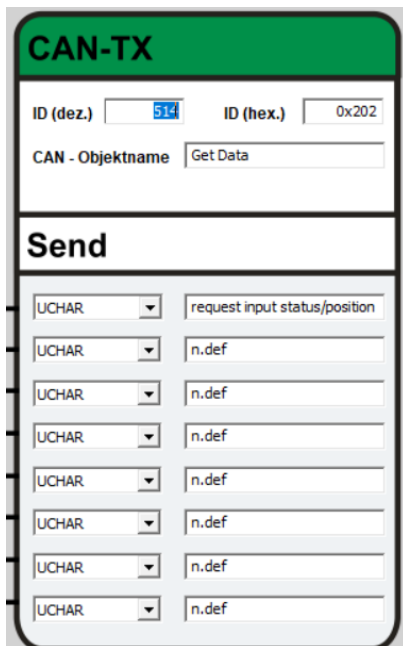 CAN-TX
ID (dez.) 514 ID (hex.) 0x202
CAN - Objektname Get Data
Send
UCHAR request input status/position
UCHAR n.def
UCHAR n.def
UCHAR n.def
UCHAR n.def
UCHAR n.def
UCHAR n.def
UCHAR n.def